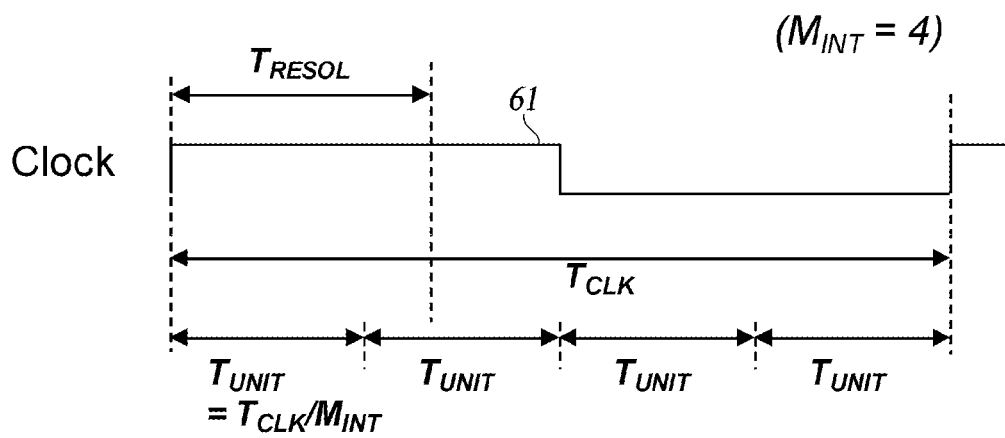 (M_INT = 4)
T_RESOL
61
Clock
T_CLK
T_UNIT T_UNIT T_UNIT T_UNIT
= T_CLK/M_INT